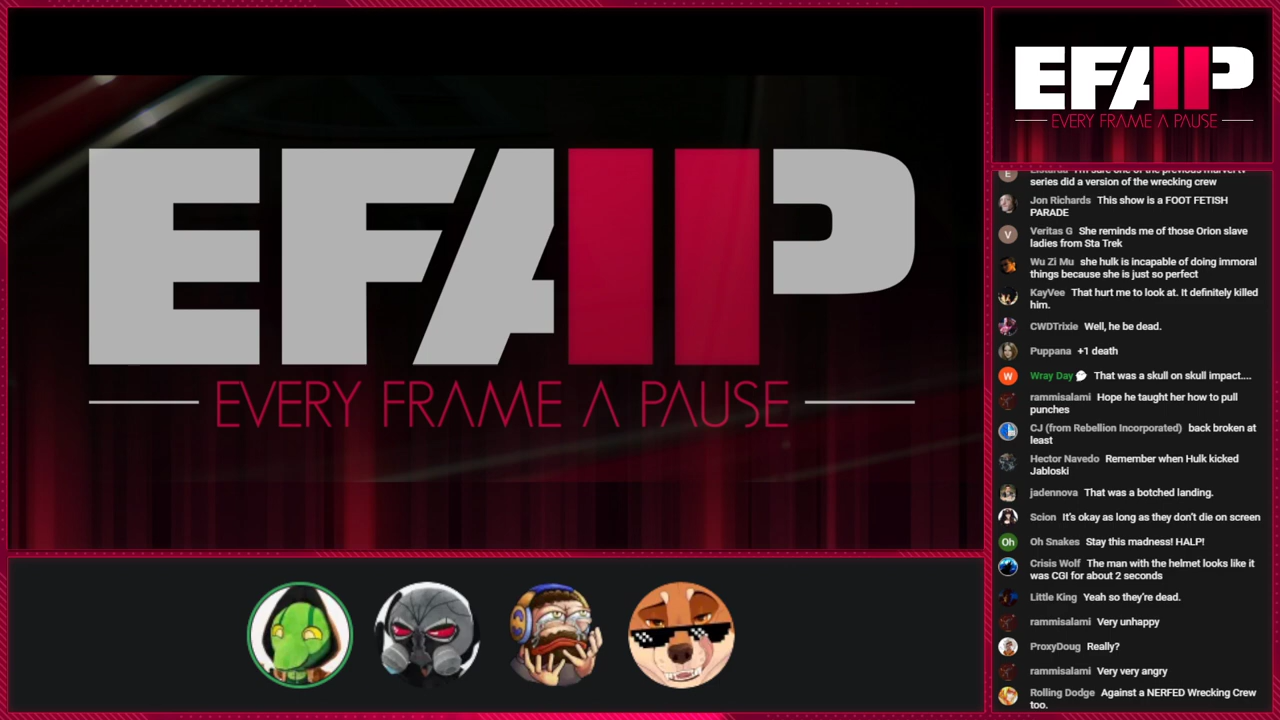 EFAP
EVERY FRAME A PAUSE
EFAP
EVERY FRAME A PAUSE
E
series did a version of the wrecking crew
Jon Richards This show is a FOOT FETISH
PARADE
V
Veritas G She reminds me of those Orion slave
ladies from Sta Trek
Wu Zi Mu she hulk is incapable of doing immoral
things because she is just so perfect
KayVee That hurt me to look at. It definitely killed
him.
CWDTrixie Well, he be dead.
Puppana +1 death
W
Wray Day That was a skull on skull impact....
rammisalami Hope he taught her how to pull
punches
CJ (from Rebellion Incorporated) back broken at
least
Hector Navedo Remember when Hulk kicked
Jabloski
jadennova That was a botched landing.
Scion It's okay as long as they don't die on screen
Oh
Oh Snakes Stay this madness! HALP!
Crisis Wolf The man with the helmet looks like it
was CGI for about 2 seconds
Little King Yeah so they're dead.
rammisalami Very unhappy
ProxyDoug Really?
rammisalami Very very angry
Rolling Dodge Against a NERFED Wrecking Crew
too.